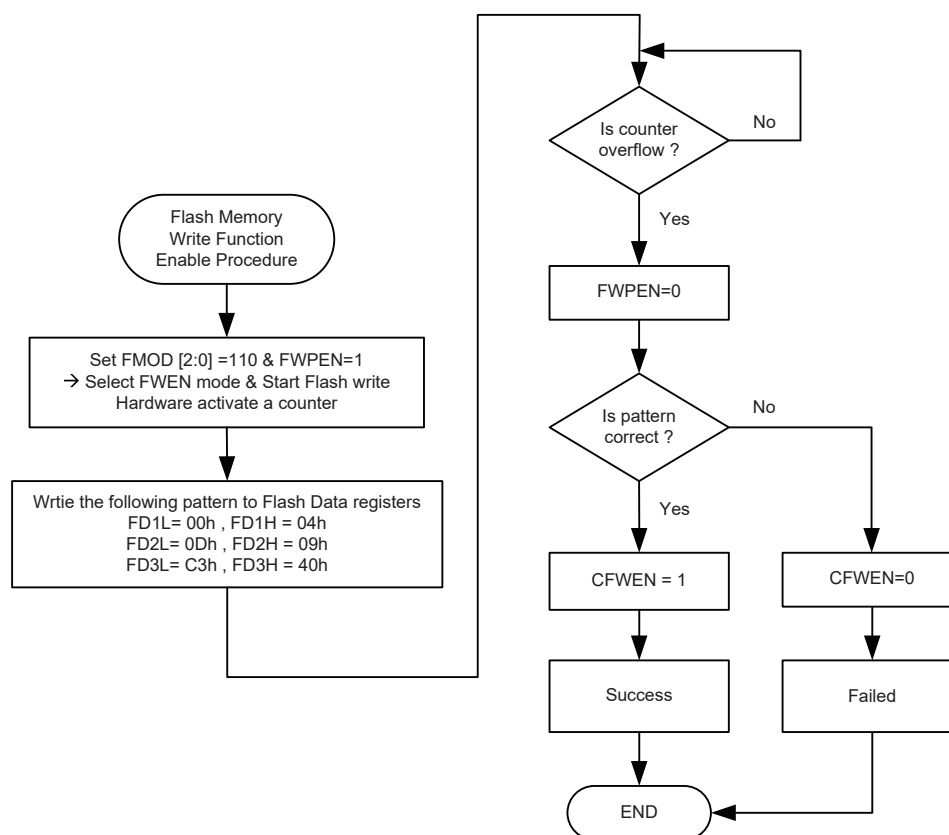 Flash Memory
Write Function
Enable Procedure
Set FMOD [2:0] =110 & FWPEN=1
→ Select FWEN mode & Start Flash write
Hardware activate a counter
Wrtie the following pattern to Flash Data registers
FD1L= 00h , FD1H = 04h
FD2L= 0Dh , FD2H = 09h
FD3L= C3h , FD3H = 40h
Is counter
overflow ?
No
Yes
FWPEN=0
Is pattern
correct ?
No
Yes
CFWEN = 1
CFWEN=0
Success
Failed
END